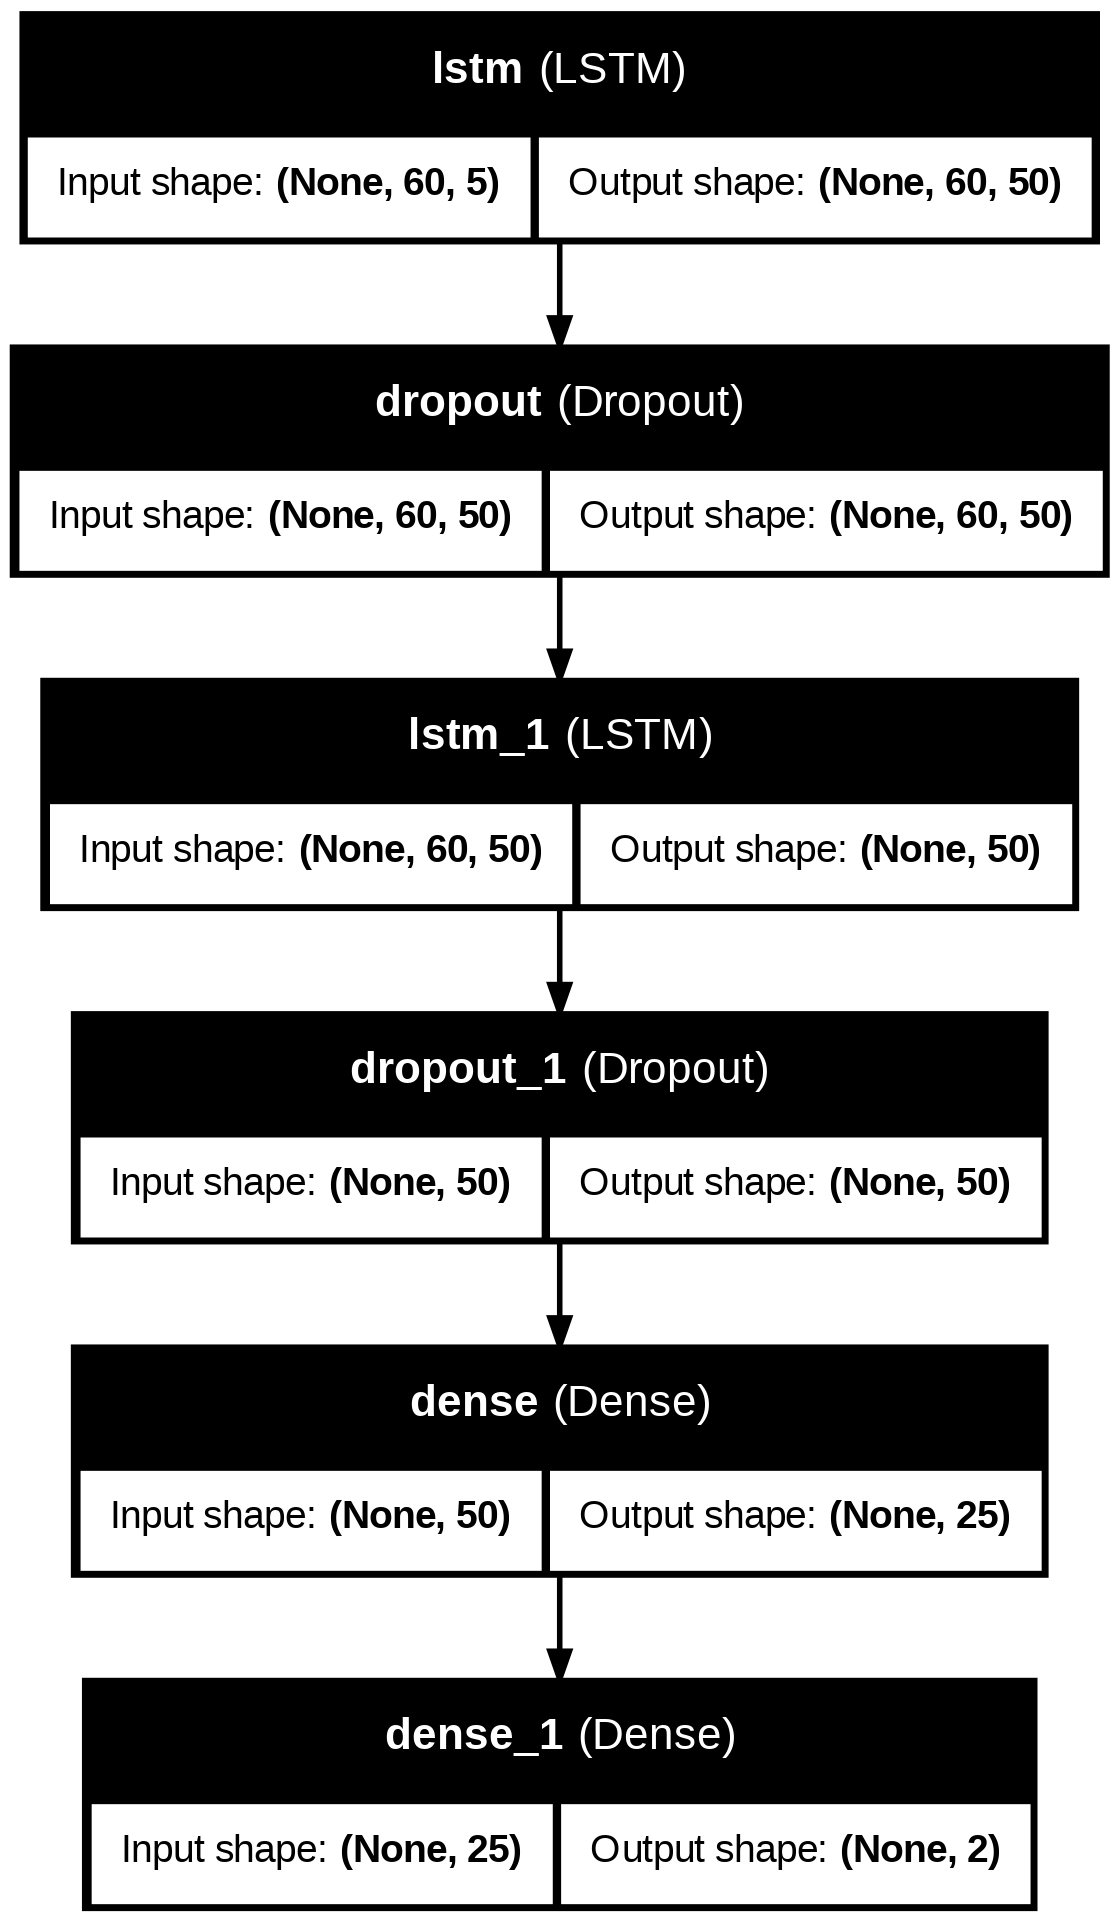 lstm (LSTM)
Input shape: (None, 60, 5) Output shape: (None, 60, 50)
dropout (Dropout)
Input shape: (None, 60, 50) Output shape: (None, 60, 50)
lstm_1 (LSTM)
Input shape: (None, 60, 50) Output shape: (None, 50)
dropout_1 (Dropout)
Input shape: (None, 50) Output shape: (None, 50)
dense (Dense)
Input shape: (None, 50) Output shape: (None, 25)
dense_1 (Dense)
Input shape: (None, 25) Output shape: (None, 2)